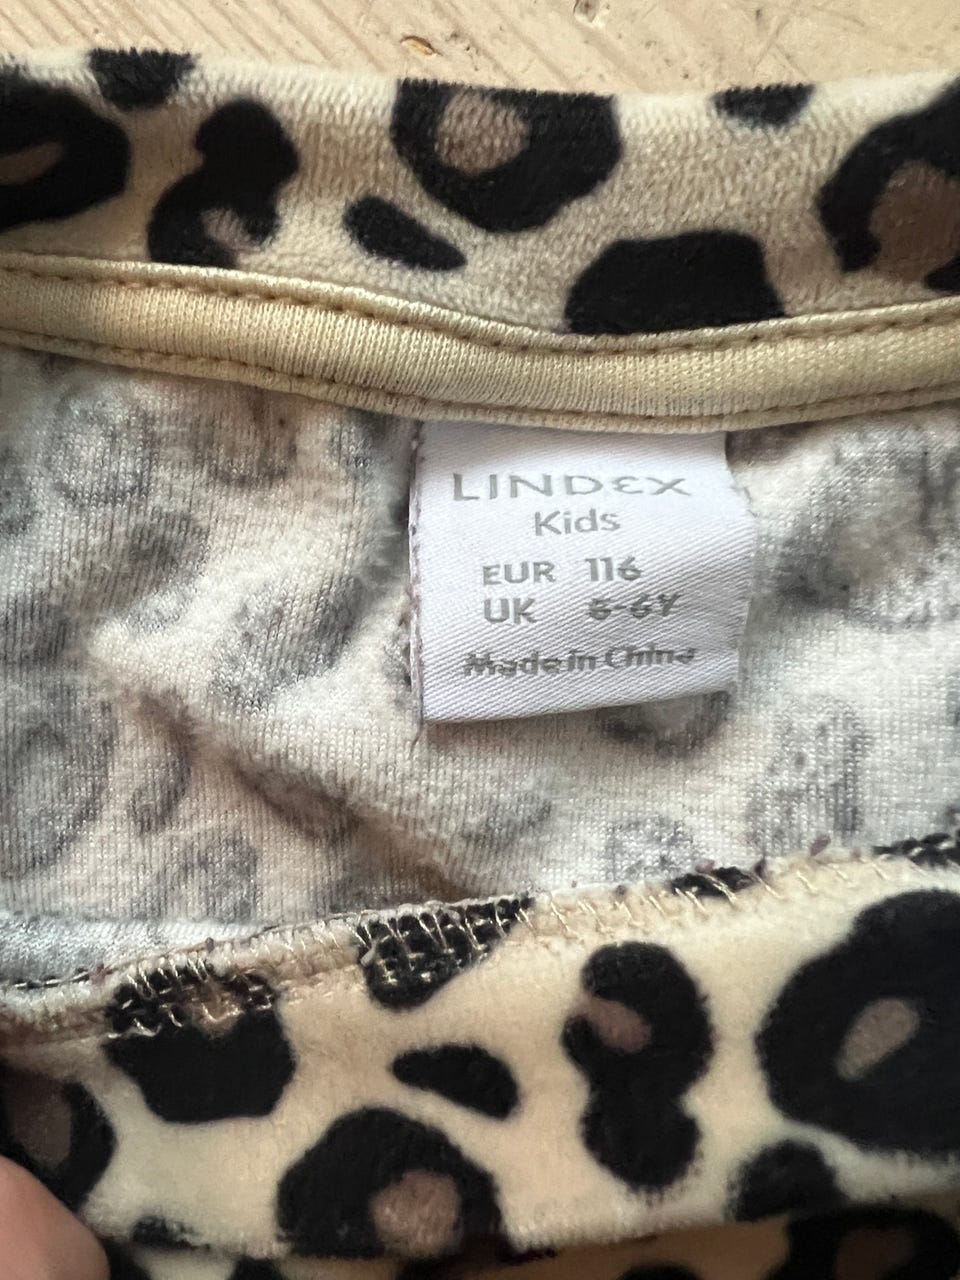 LINDEX
Kids
EUR 116
UK 5-6Y
Made in China